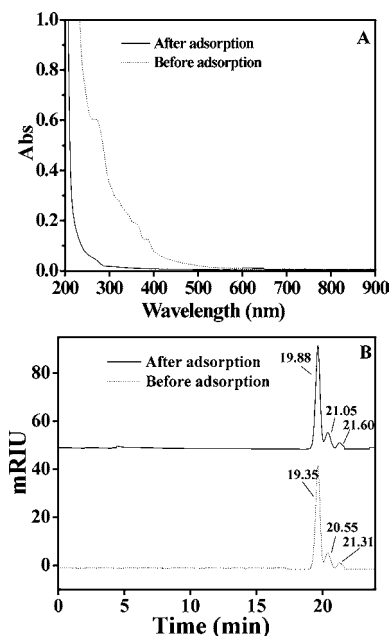 1.0
A
After adsorption
Before adsorption
0.8
0.6
Abs
0.4
0.2
0.0
200 300 400 500 600 700 800 900
Wavelength (nm)
B
After adsorption
Before adsorption
19.88
80
21.05
60
21.60
mRIU
40
19.35
20
20.55
21.31
0
0 5 10 15 20
Time (min)